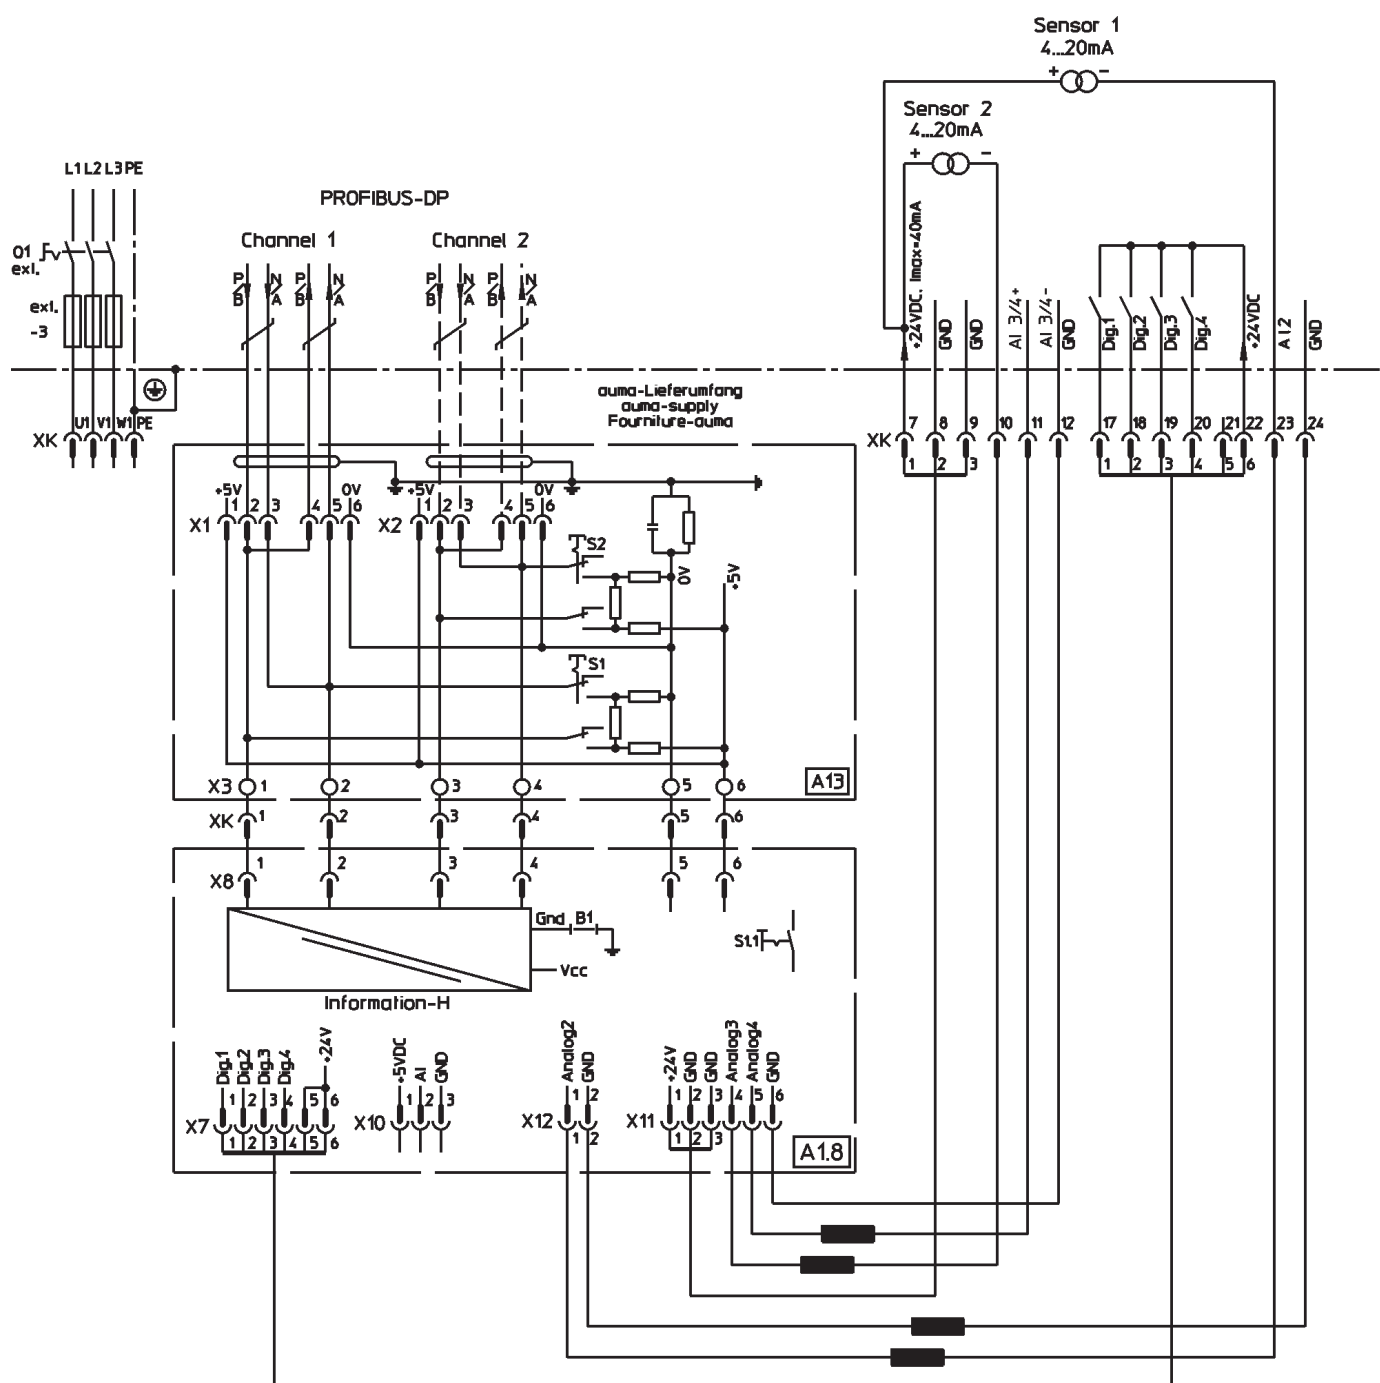 Sensor 1
4...20mA
+ -
Sensor 2
4...20mA
+ -
L1 L2 L3 PE
PROFIBUS-DP
Channel 1 Channel 2
P/B N/A P/B N/A P/B N/A P/B N/A
Q1
ext.
ext.
-3
+24VDC, Imax=40mA
GND
GND
AI 3/4+
AI 3/4-
GND
Dig.1
Dig.2
Dig.3
Dig.4
+24VDC
AI 2
GND
auma-Lieferumfang
auma-supply
Fourniture-auma
XK U1 V1 W1 PE
XK 7 8 9 10 11 12 17 18 19 20 21 22 23 24
1 2 3 1 2 3 4 5 6
+5V 0V +5V 0V
X1 1 2 3 4 5 6 X2 1 2 3 4 5 6
S2
0V +5V
S1
X3 1 2 3 4 5 6
A13
XK 1 2 3 4 5 6
1 2 3 4 5 6
X8
Gnd B1
Vcc
S1.1
Information-H
Dig.1 Dig.2 Dig.3 Dig.4 +24V
+5VDC AI GND
Analog2 GND
+24V GND GND Analog3 Analog4 GND
X7 1 2 3 4 5 6
1 2 3 4 5 6
X10 1 2 3
X12 1 2
1 2
X11 1 2 3 4 5 6
1 2 3
A1.8